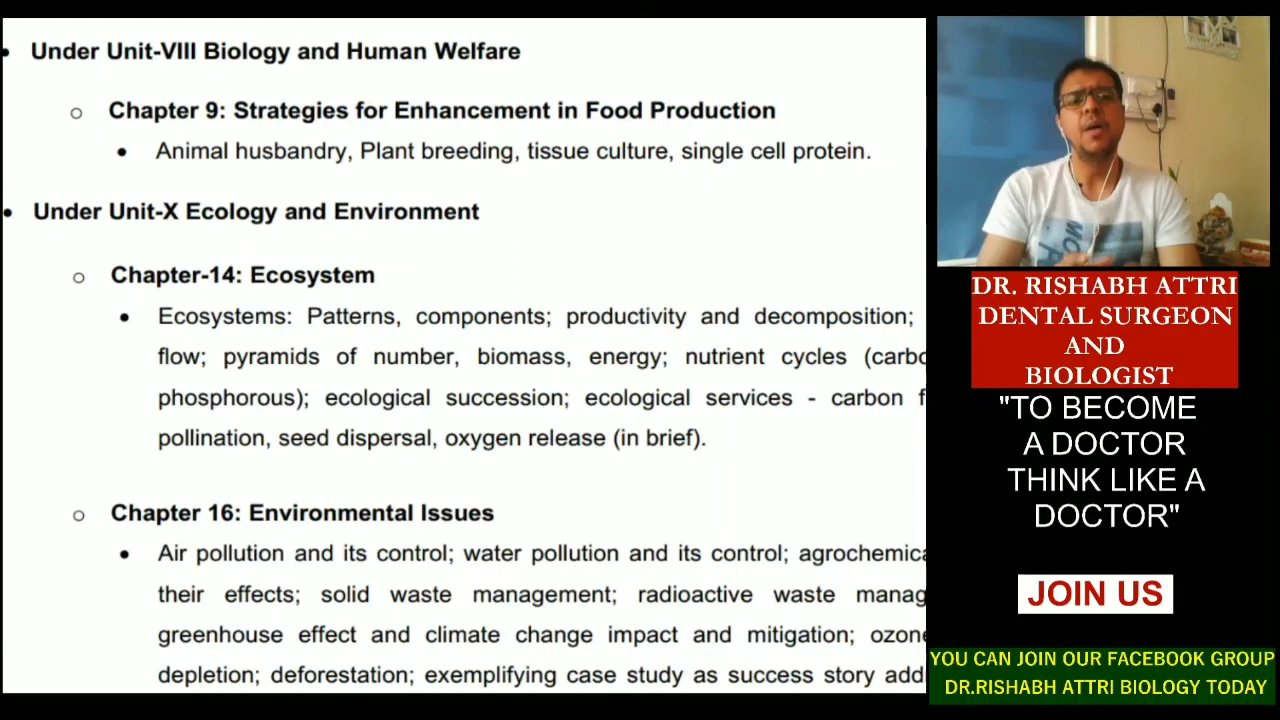 Under Unit-VIII Biology and Human Welfare
Chapter 9: Strategies for Enhancement in Food Production
Animal husbandry, Plant breeding, tissue culture, single cell protein.
Under Unit-X Ecology and Environment
Chapter-14: Ecosystem
Ecosystems: Patterns, components; productivity and decomposition;
flow; pyramids of number, biomass, energy; nutrient cycles (carbo
phosphorous); ecological succession; ecological services - carbon f
pollination, seed dispersal, oxygen release (in brief).
Chapter 16: Environmental Issues
Air pollution and its control; water pollution and its control; agrochemica
their effects; solid waste management; radioactive waste manag
greenhouse effect and climate change impact and mitigation; ozone
depletion; deforestation; exemplifying case study as success story add
DR. RISHABH ATTRI
DENTAL SURGEON
AND
BIOLOGIST
"TO BECOME
A DOCTOR
THINK LIKE A
DOCTOR"
JOIN US
YOU CAN JOIN OUR FACEBOOK GROUP
DR.RISHABH ATTRI BIOLOGY TODAY